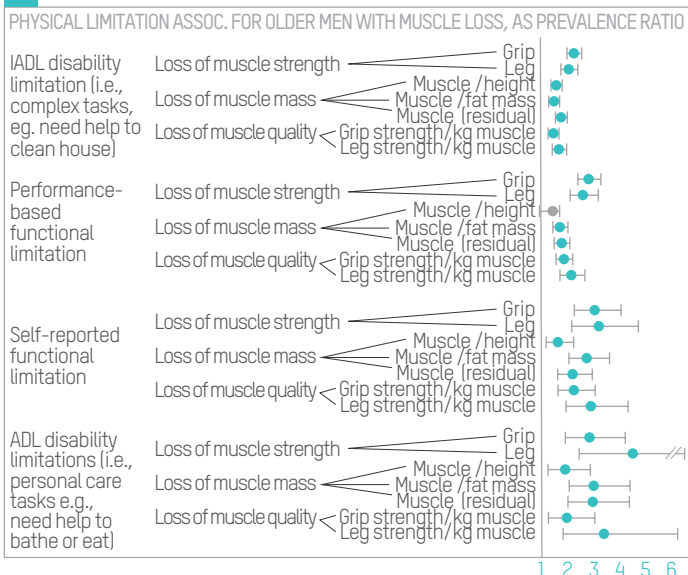 PHYSICAL LIMITATION ASSOC. FOR OLDER MEN WITH MUSCLE LOSS, AS PREVALENCE RATIO
IADL disability
limitation (i.e.,
complex tasks,
eg. need help to
clean house)
Loss of muscle strength
Grip
Leg
Loss of muscle mass
Muscle /height
Muscle /fat mass
Muscle (residual)
Loss of muscle quality
Grip strength/kg muscle
Leg strength/kg muscle
Performance-
based
functional
limitation
Loss of muscle strength
Grip
Leg
Loss of muscle mass
Muscle /height
Muscle /fat mass
Muscle (residual)
Loss of muscle quality
Grip strength/kg muscle
Leg strength/kg muscle
Self-reported
functional
limitation
Loss of muscle strength
Grip
Leg
Loss of muscle mass
Muscle /height
Muscle /fat mass
Muscle (residual)
Loss of muscle quality
Grip strength/kg muscle
Leg strength/kg muscle
ADL disability
limitations (i.e.,
personal care
tasks e.g.,
need help to
bathe or eat)
Loss of muscle strength
Grip
Leg
Loss of muscle mass
Muscle /height
Muscle /fat mass
Muscle (residual)
Loss of muscle quality
Grip strength/kg muscle
Leg strength/kg muscle
1 2 3 4 5 6